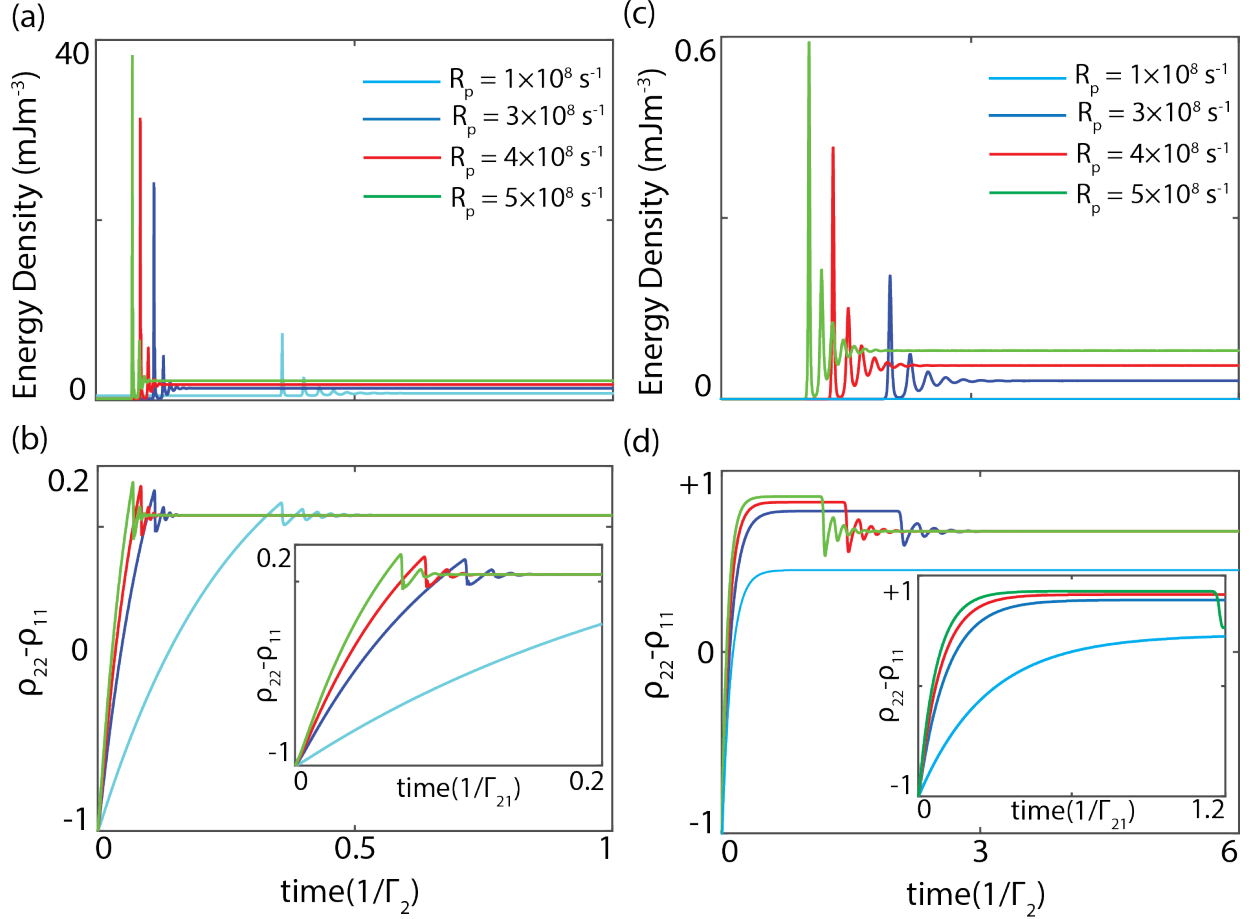 (a)
40
Energy Density (mJm⁻³)
0
R_p = 1×10⁸ s⁻¹
R_p = 3×10⁸ s⁻¹
R_p = 4×10⁸ s⁻¹
R_p = 5×10⁸ s⁻¹
(c)
0.6
Energy Density (mJm⁻³)
0
R_p = 1×10⁸ s⁻¹
R_p = 3×10⁸ s⁻¹
R_p = 4×10⁸ s⁻¹
R_p = 5×10⁸ s⁻¹
(b)
0.2
ρ₂₂-ρ₁₁
0
-1
0
0.5
1
time(1/Γ₂)
0.2
ρ₂₂-ρ₁₁
-1
0
0.2
time(1/Γ₂₁)
(d)
+1
ρ₂₂-ρ₁₁
0
-1
0
3
6
time(1/Γ₂)
+1
ρ₂₂-ρ₁₁
-1
0
1.2
time(1/Γ₂₁)